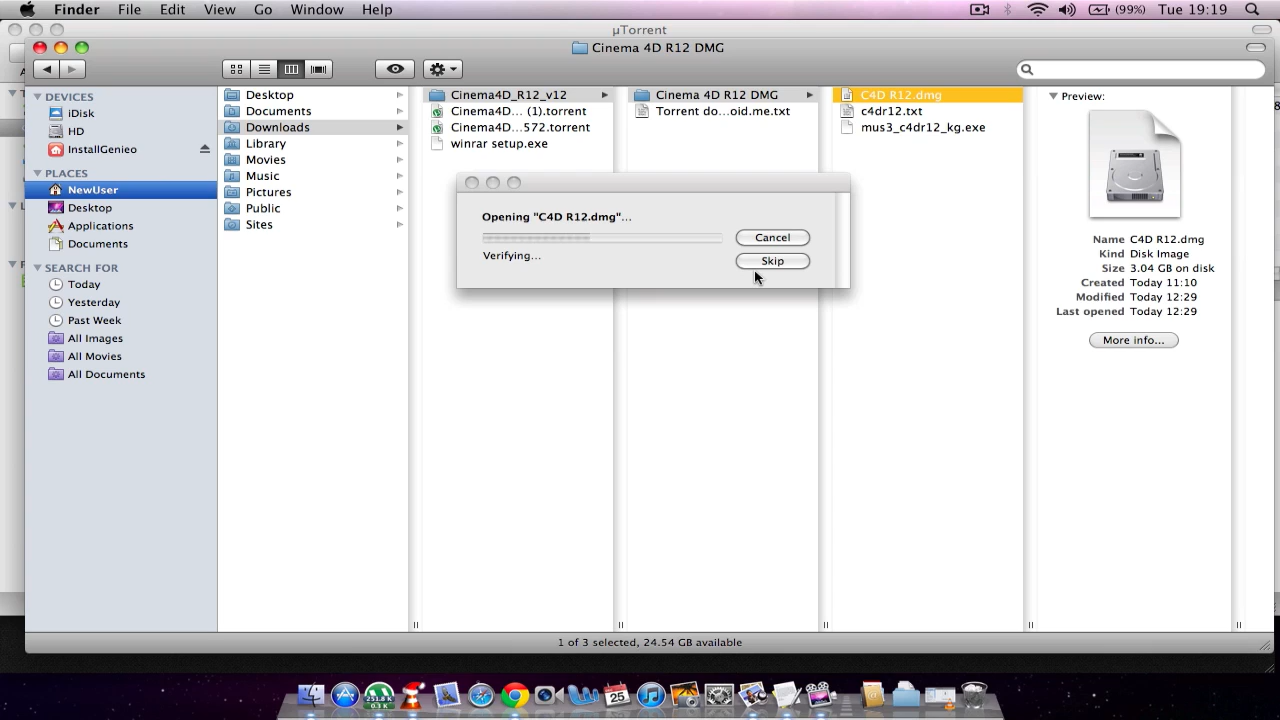 Finder File Edit View Go Window Help (99%) Tue 19:19
µTorrent
Cinema 4D R12 DMG
DEVICES
iDisk
HD
InstallGenieo
PLACES
NewUser
Desktop
Applications
Documents
SEARCH FOR
Today
Yesterday
Past Week
All Images
All Movies
All Documents
Desktop
Documents
Downloads
Library
Movies
Music
Pictures
Public
Sites
Cinema4D_R12_v12
Cinema4D... (1).torrent
Cinema4D...572.torrent
winrar setup.exe
Cinema 4D R12 DMG
Torrent do...oid.me.txt
C4D R12.dmg
c4dr12.txt
mus3_c4dr12_kg.exe
Opening "C4D R12.dmg"...
Verifying...
Cancel
Skip
Preview:
Name C4D R12.dmg
Kind Disk Image
Size 3.04 GB on disk
Created Today 11:10
Modified Today 12:29
Last opened Today 12:29
More info...
1 of 3 selected, 24.54 GB available
251.8 K
0.3 K
25